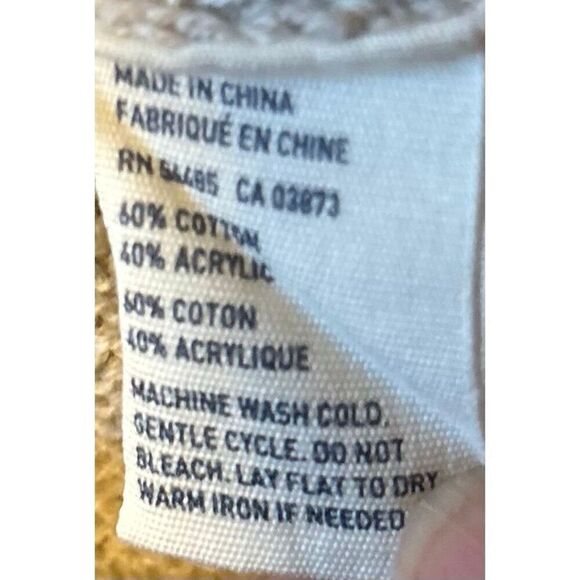 MADE IN CHINA
FABRIQUÉ EN CHINE
RN 54485 CA 03873
60% COTTON
40% ACRYLIC
60% COTON
40% ACRYLIQUE
MACHINE WASH COLD,
GENTLE CYCLE. DO NOT
BLEACH. LAY FLAT TO DRY
WARM IRON IF NEEDED